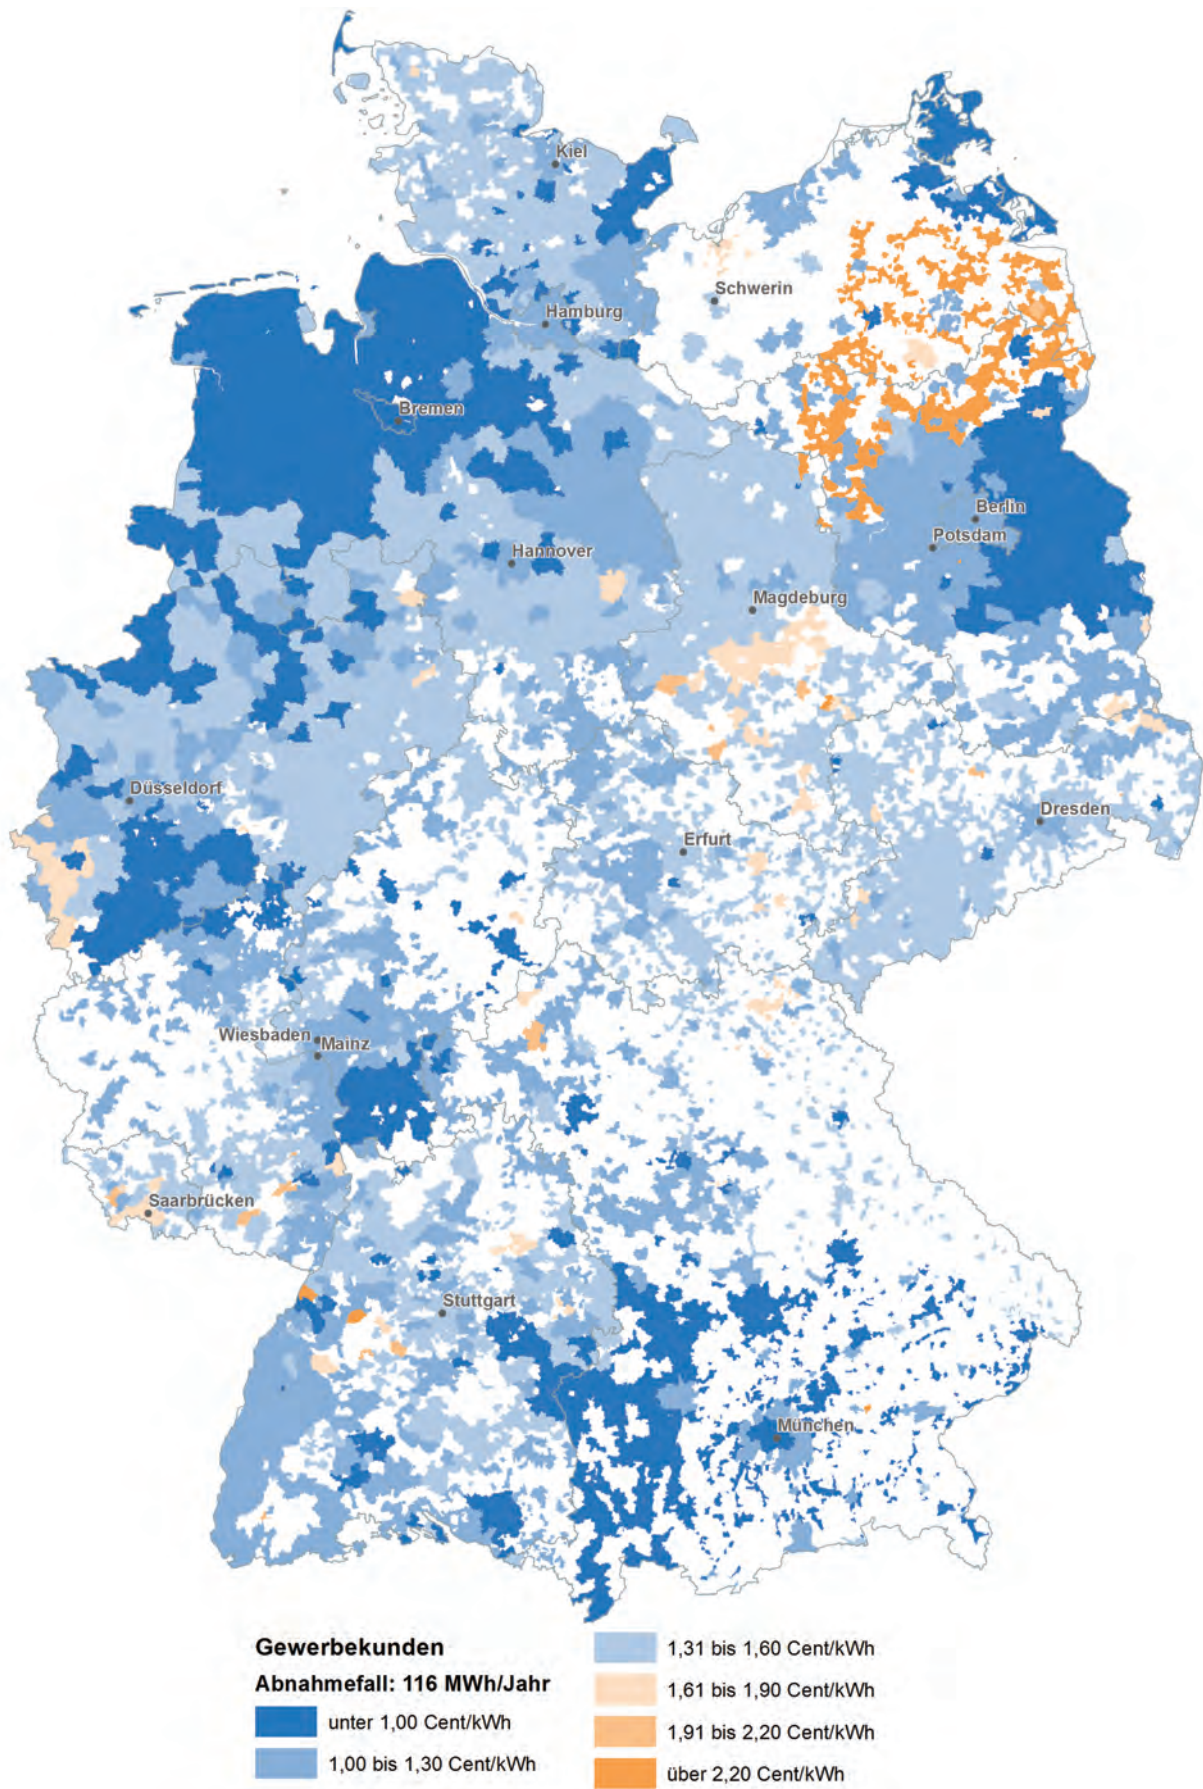 Kiel
Schwerin
Hamburg
Bremen
Berlin
Hannover
Potsdam
Magdeburg
Düsseldorf
Dresden
Erfurt
Wiesbaden
Mainz
Saarbrücken
Stuttgart
München
Gewerbekunden
Abnahmefall: 116 MWh/Jahr
unter 1,00 Cent/kWh
1,00 bis 1,30 Cent/kWh
1,31 bis 1,60 Cent/kWh
1,61 bis 1,90 Cent/kWh
1,91 bis 2,20 Cent/kWh
über 2,20 Cent/kWh